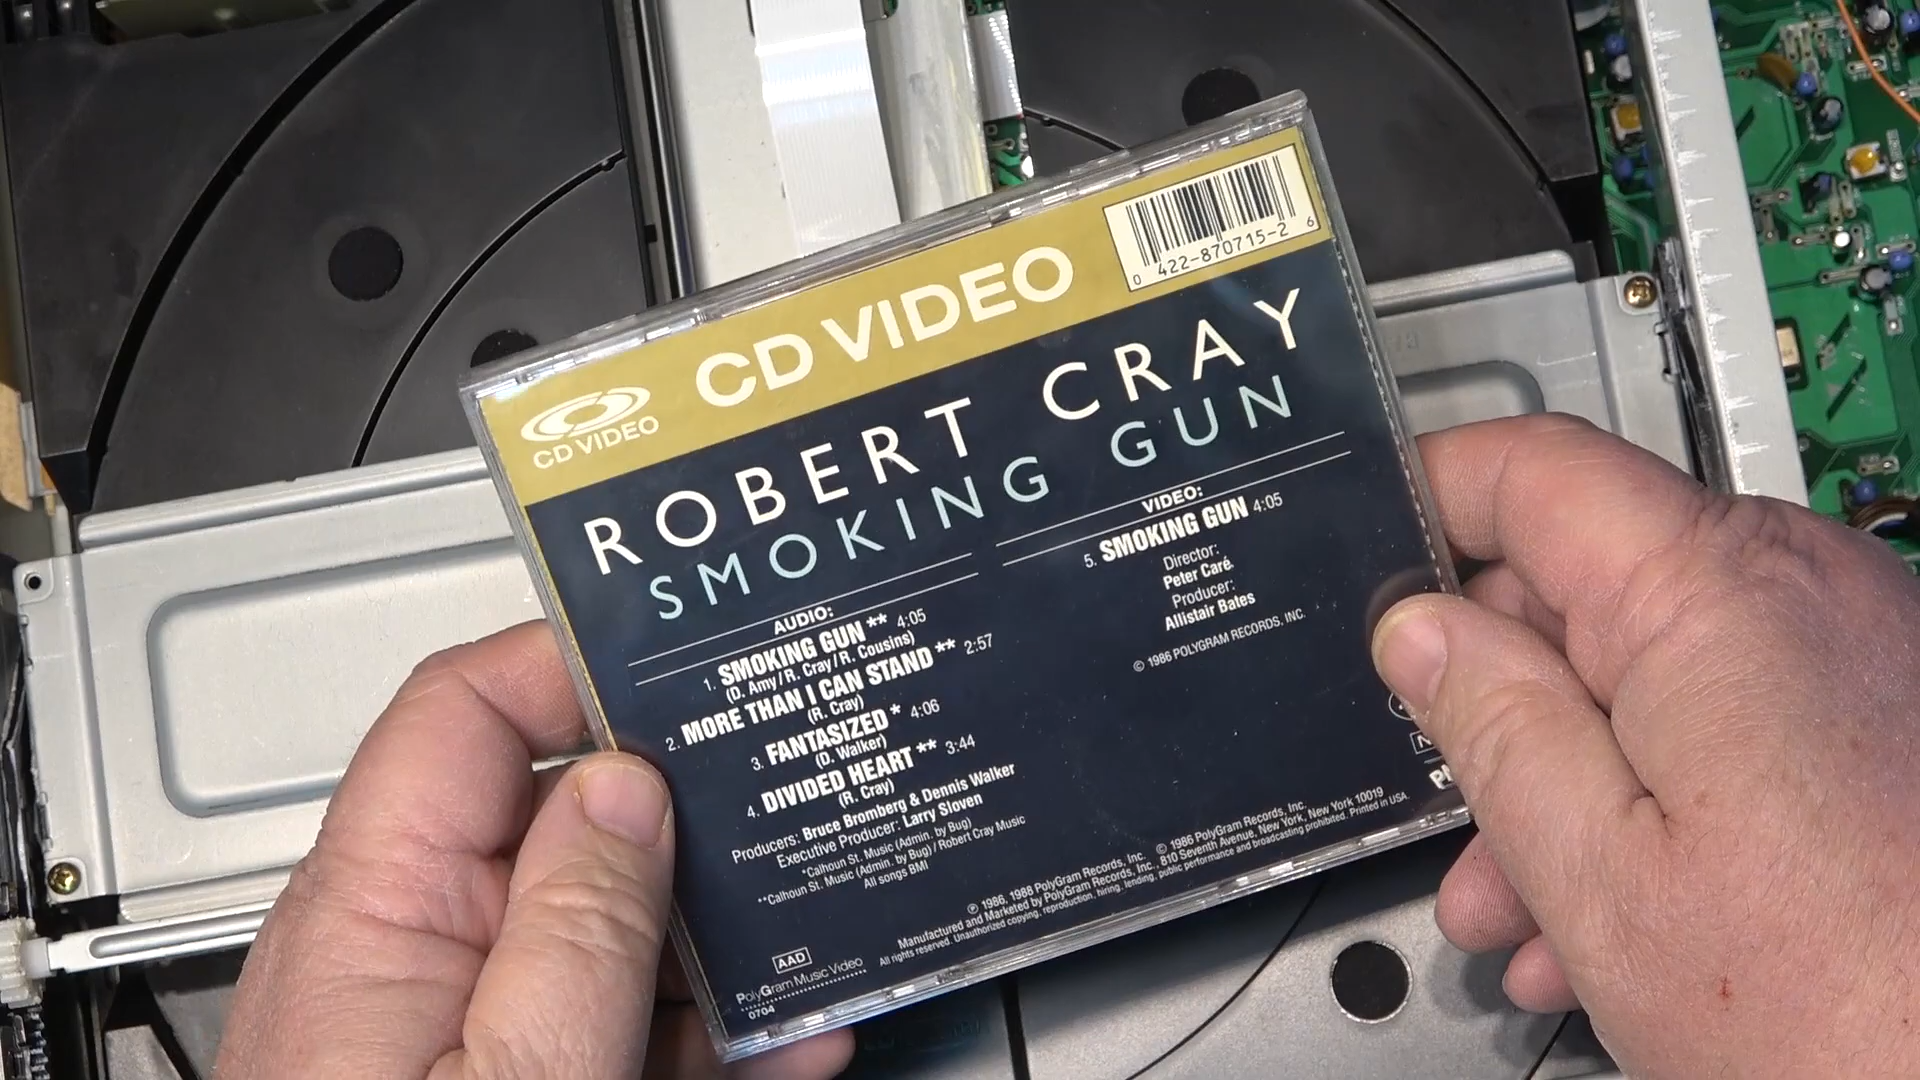 CD VIDEO
CD VIDEO
0 422-870715-2 6
ROBERT CRAY
SMOKING GUN
AUDIO:
1. SMOKING GUN ** 4:05
(D. Amy / R. Cray / R. Cousins)
2. MORE THAN I CAN STAND ** 2:57
(R. Cray)
3. FANTASIZED * 4:06
(D. Walker)
4. DIVIDED HEART ** 3:44
(R. Cray)
Producers: Bruce Bromberg & Dennis Walker
Executive Producer: Larry Sloven
*Calhoun St. Music (Admin. by Bug)
**Calhoun St. Music (Admin. by Bug) / Robert Cray Music
All songs BMI
VIDEO:
5. SMOKING GUN 4:05
Director:
Peter Caré.
Producer:
Allistair Bates
© 1986 POLYGRAM RECORDS, INC.
℗ 1986, 1988 PolyGram Records, Inc. © 1986 PolyGram Records, Inc.
Manufactured and Marketed by PolyGram Records, Inc., 810 Seventh Avenue, New York, New York 10019
All rights reserved. Unauthorized copying, reproduction, hiring, lending, public performance and broadcasting prohibited. Printed in USA.
AAD
PolyGram Music Video
0704